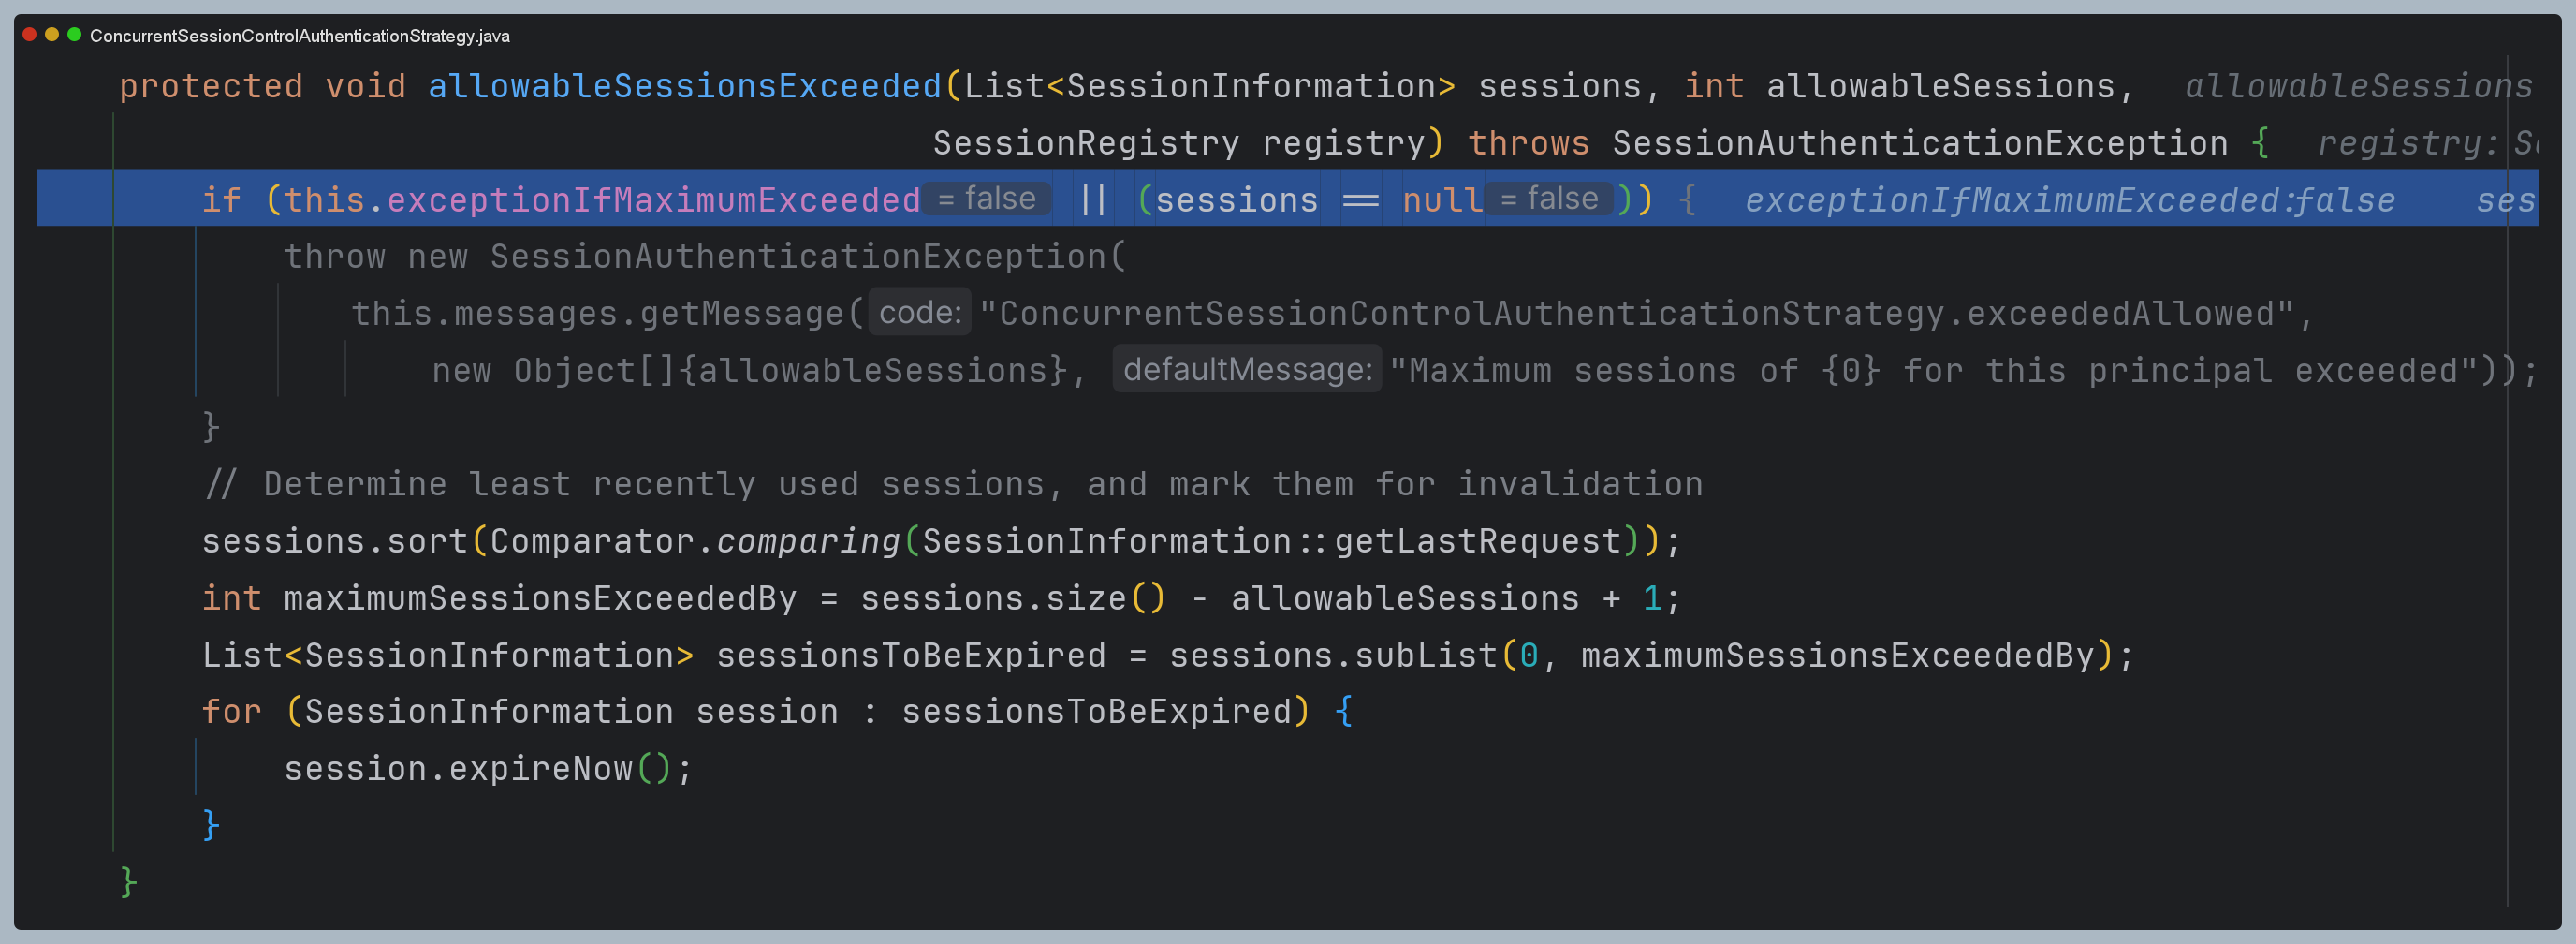 ConcurrentSessionControlAuthenticationStrategy.java
protected void allowableSessionsExceeded(List<SessionInformation> sessions, int allowableSessions, allowableSessions
SessionRegistry registry) throws SessionAuthenticationException { registry: Se
if (this.exceptionIfMaximumExceeded = false || (sessions == null = false )) { exceptionIfMaximumExceeded: false ses
throw new SessionAuthenticationException(
this.messages.getMessage( code: "ConcurrentSessionControlAuthenticationStrategy.exceededAllowed",
new Object[]{allowableSessions}, defaultMessage: "Maximum sessions of {0} for this principal exceeded"));
}
// Determine least recently used sessions, and mark them for invalidation
sessions.sort(Comparator.comparing(SessionInformation::getLastRequest));
int maximumSessionsExceededBy = sessions.size() - allowableSessions + 1;
List<SessionInformation> sessionsToBeExpired = sessions.subList(0, maximumSessionsExceededBy);
for (SessionInformation session : sessionsToBeExpired) {
session.expireNow();
}
}